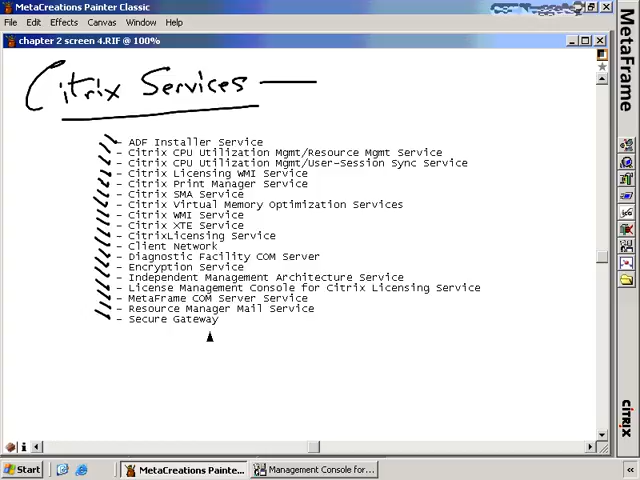 MetaCreations Painter Classic
File Edit Effects Canvas Window Help
chapter 2 screen 4.RIF @ 100%
Citrix Services
- ADF Installer Service
- Citrix CPU Utilization Mgmt/Resource Mgmt Service
- Citrix CPU Utilization Mgmt/User-Session Sync Service
- Citrix Licensing WMI Service
- Citrix Print Manager Service
- Citrix SMA Service
- Citrix Virtual Memory Optimization Services
- Citrix WMI Service
- Citrix XTE Service
- CitrixLicensing Service
- Client Network
- Diagnostic Facility COM Server
- Encryption Service
- Independent Management Architecture Service
- License Management Console for Citrix Licensing Service
- MetaFrame COM Server Service
- Resource Manager Mail Service
- Secure Gateway
MetaFrame
CITRIX
Start
MetaCreations Painte...
Management Console for...